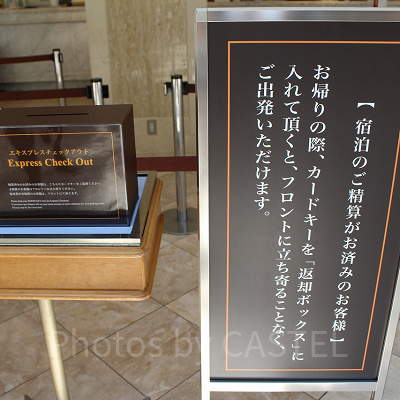 エキスプレスチェックアウト
Express Check Out
【宿泊のご精算がお済みのお客様】
お帰りの際、カードキーを「返却ボックス」に
入れて頂くと、フロントに立ち寄ることなく、
ご出発いただけます。
Photos by CASTEL